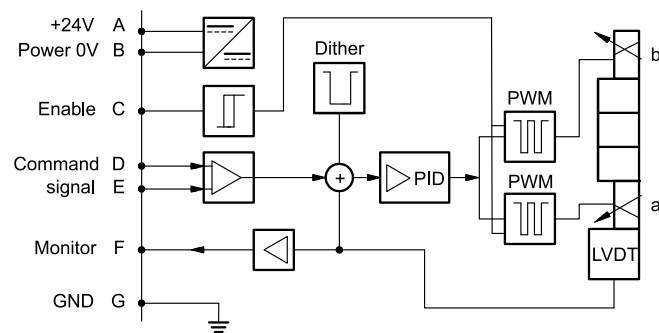 +24V A
Power 0V B
Enable C
Command D
signal E
Monitor F
GND G
Dither
+
PID
PWM
PWM
b
a
LVDT